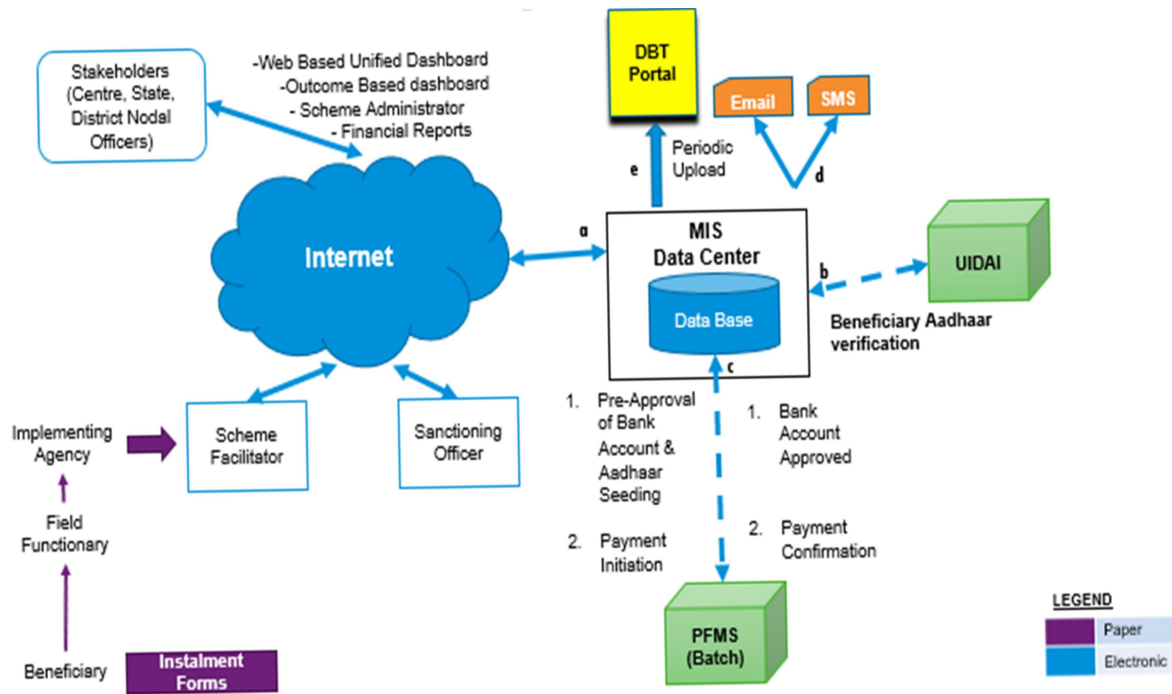 Stakeholders
(Centre, State,
District Nodal
Officers)
-Web Based Unified Dashboard
-Outcome Based dashboard
- Scheme Administrator
- Financial Reports
DBT
Portal
Email
SMS
e
Periodic
Upload
d
Internet
a
MIS
Data Center
Data Base
b
UIDAI
Beneficiary Aadhaar
verification
c
1. Pre-Approval
of Bank
Account &
Aadhaar
Seeding
2. Payment
Initiation
1. Bank
Account
Approved
2. Payment
Confirmation
PFMS
(Batch)
Implementing
Agency
Scheme
Facilitator
Sanctioning
Officer
Field
Functionary
Beneficiary
Instalment
Forms
LEGEND
Paper
Electronic